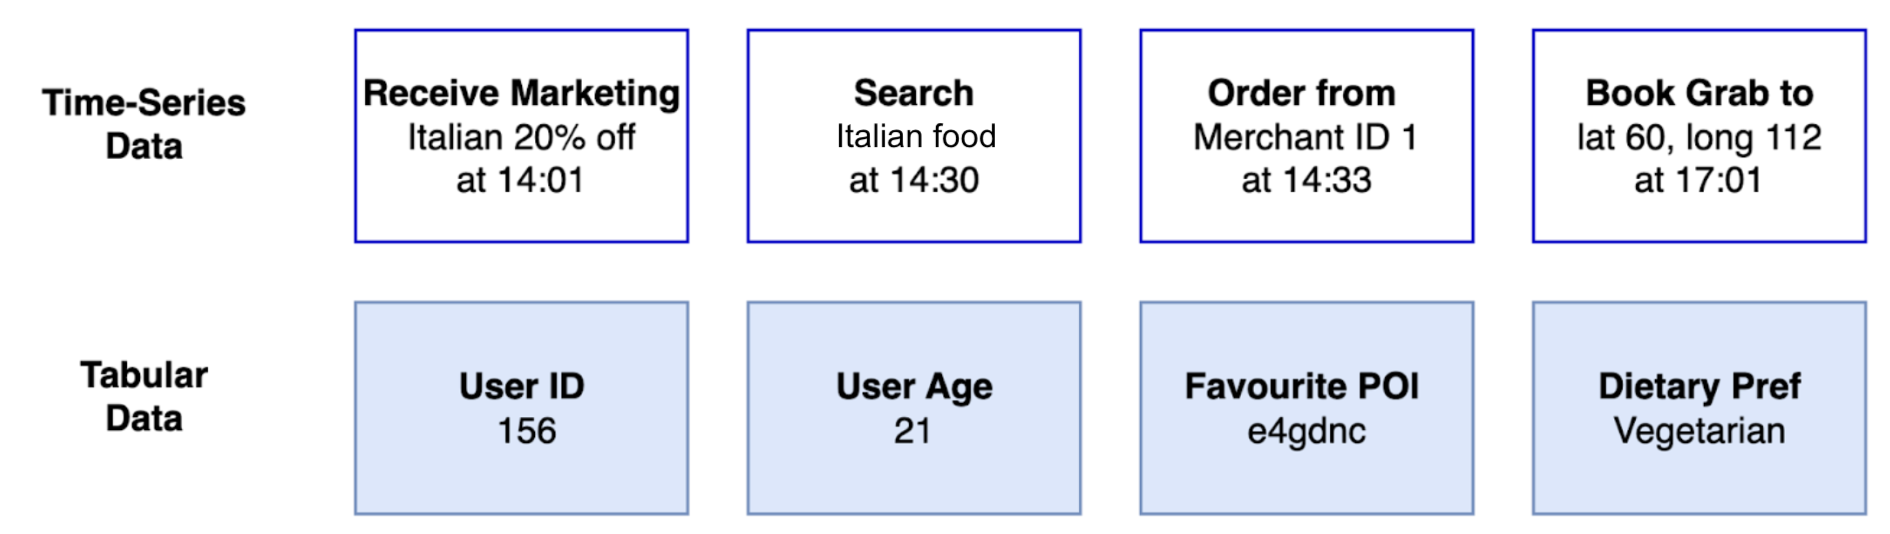 Time-Series
Data
Receive Marketing
Italian 20% off
at 14:01
Search
Italian food
at 14:30
Order from
Merchant ID 1
at 14:33
Book Grab to
lat 60, long 112
at 17:01
Tabular
Data
User ID
156
User Age
21
Favourite POI
e4gdnc
Dietary Pref
Vegetarian